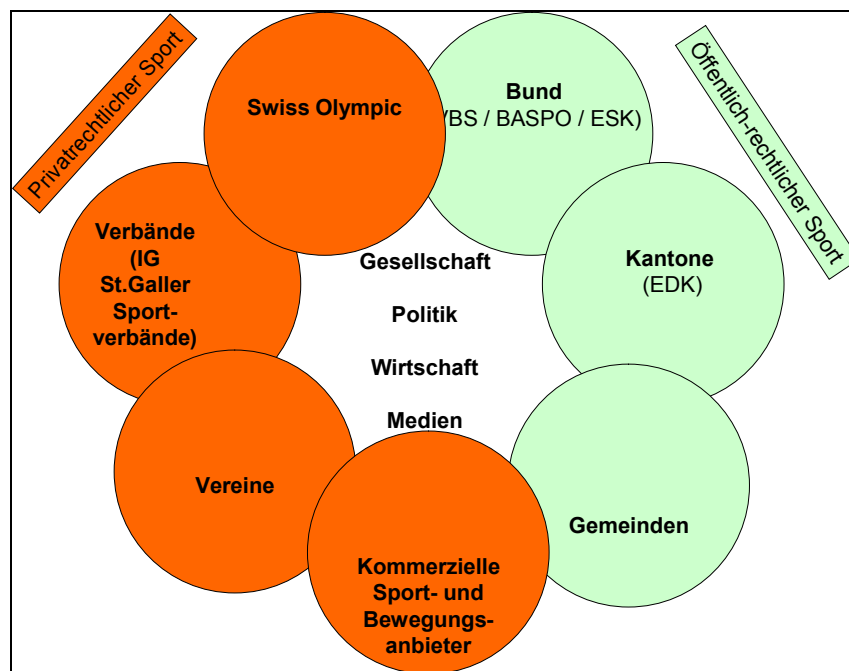 Privatrechtlicher Sport
Öffentlich-rechtlicher Sport
Swiss Olympic
Bund
VBS / BASPO / ESK)
Verbände
(IG
St.Galler
Sport-
verbände)
Gesellschaft
Politik
Wirtschaft
Medien
Kantone
(EDK)
Vereine
Gemeinden
Kommerzielle
Sport- und
Bewegungs-
anbieter